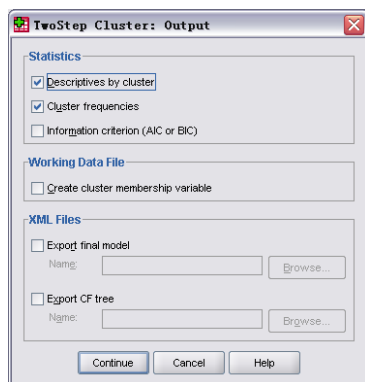 TwoStep Cluster: Output
Statistics
Descriptives by cluster
Cluster frequencies
Information criterion (AIC or BIC)
Working Data File
Create cluster membership variable
XML Files
Export final model
Name:
Browse...
Export CF tree
Name:
Browse...
Continue Cancel Help